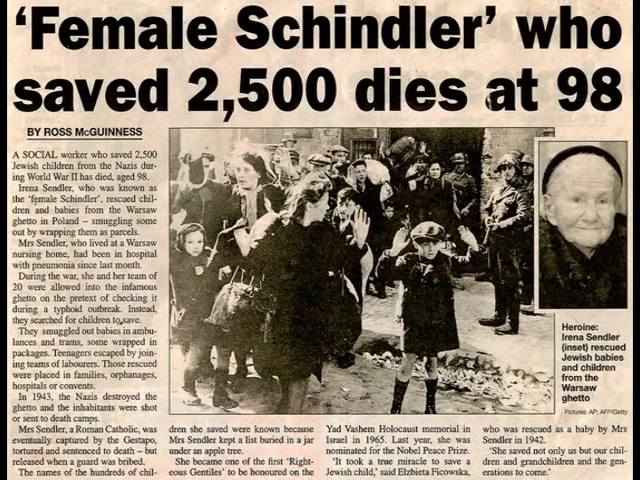 ‘Female Schindler’ who
saved 2,500 dies at 98
BY ROSS McGUINNESS
A SOCIAL worker who saved 2,500
Jewish children from the Nazis dur-
ing World War II has died, aged 98.
Irena Sendler, who was known as
the ‘female Schindler’, rescued chil-
dren and babies from the Warsaw
ghetto in Poland – smuggling some
out by wrapping them as parcels.
Mrs Sendler, who lived at a Warsaw
nursing home, had been in hospital
with pneumonia since last month.
During the war, she and her team of
20 were allowed into the infamous
ghetto on the pretext of checking it
during a typhoid outbreak. Instead,
they searched for children to save.
They smuggled out babies in ambu-
lances and trams, some wrapped in
packages. Teenagers escaped by join-
ing teams of labourers. Those rescued
were placed in families, orphanages,
hospitals or convents.
In 1943, the Nazis destroyed the
ghetto and the inhabitants were shot
or sent to death camps.
Mrs Sendler, a Roman Catholic, was
eventually captured by the Gestapo,
tortured and sentenced to death – but
released when a guard was bribed.
The names of the hundreds of chil-
dren she saved were known because
Mrs Sendler kept a list buried in a jar
under an apple tree.
She became one of the first ‘Right-
eous Gentiles’ to be honoured on the
Yad Vashem Holocaust memorial in
Israel in 1965. Last year, she was
nominated for the Nobel Peace Prize.
‘It took a true miracle to save a
Jewish child,’ said Elzbieta Ficowska,
who was rescued as a baby by Mrs
Sendler in 1942.
‘She saved not only us but our chi-
ldren and grandchildren and the gen-
erations to come.’
Heroine:
Irena Sendler
(inset) rescued
Jewish babies
and children
from the
Warsaw
ghetto
Pictures: AP; AFP/Getty